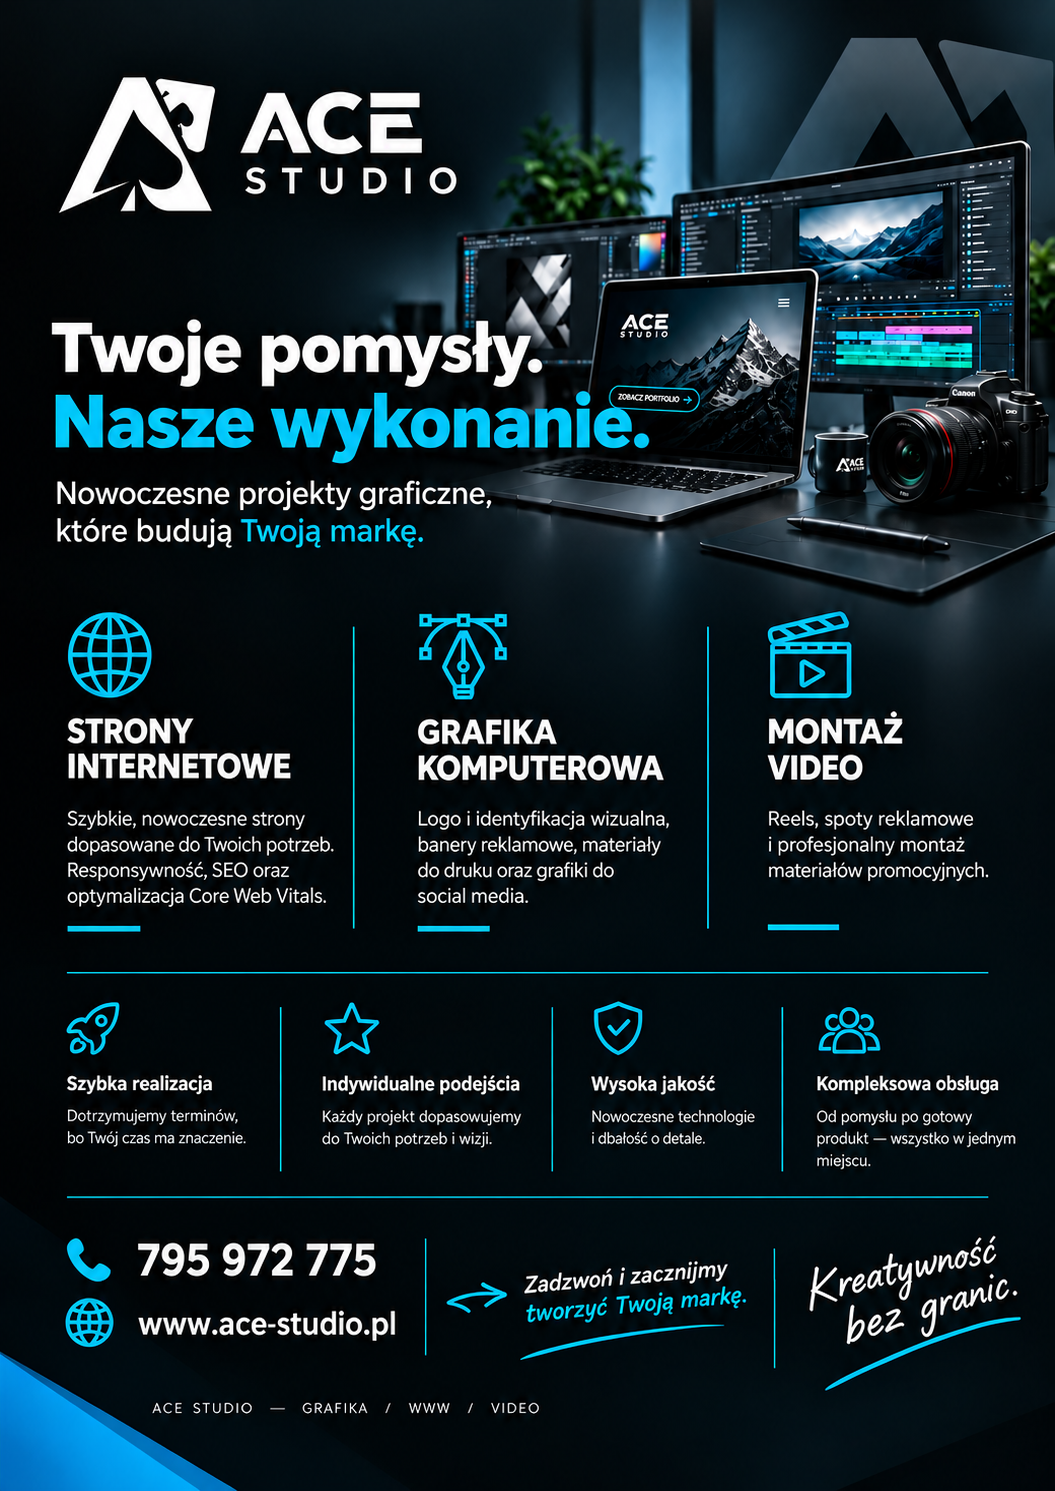 ACE
STUDIO
ACE
STUDIO
ZOBACZ PORTFOLIO
Canon
ACE
Twoje pomysły.
Nasze wykonanie.
Nowoczesne projekty graficzne,
które budują Twoją markę.
STRONY
INTERNETOWE
Szybkie, nowoczesne strony
dopasowane do Twoich potrzeb.
Responsywność, SEO oraz
optymalizacja Core Web Vitals.
GRAFIKA
KOMPUTEROWA
Logo i identyfikacja wizualna,
banery reklamowe, materiały
do druku oraz grafiki do
social media.
MONTAŻ
VIDEO
Reels, spoty reklamowe
i profesjonalny montaż
materiałów promocyjnych.
Szybka realizacja
Dotrzymujemy terminów,
bo Twój czas ma znaczenie.
Indywidualne podejścia
Każdy projekt dopasowujemy
do Twoich potrzeb i wizji.
Wysoka jakość
Nowoczesne technologie
i dbałość o detale.
Kompleksowa obsługa
Od pomysłu po gotowy
produkt — wszystko w jednym
miejscu.
795 972 775
www.ace-studio.pl
Zadzwoń i zacznijmy
tworzyć Twoją markę.
Kreatywność
bez granic.
ACE STUDIO — GRAFIKA / WWW / VIDEO